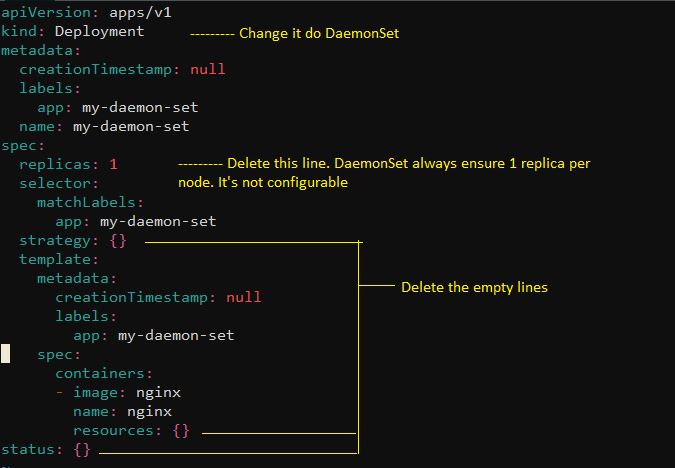 apiVersion: apps/v1
kind: Deployment --------- Change it do DaemonSet
metadata:
  creationTimestamp: null
  labels:
    app: my-daemon-set
  name: my-daemon-set
spec:
  replicas: 1 --------- Delete this line. DaemonSet always ensure 1 replica per
  selector: node. It's not configurable
    matchLabels:
      app: my-daemon-set
  strategy: {}
  template:
    metadata:
      creationTimestamp: null Delete the empty lines
      labels:
        app: my-daemon-set
    spec:
      containers:
      - image: nginx
        name: nginx
        resources: {}
status: {}